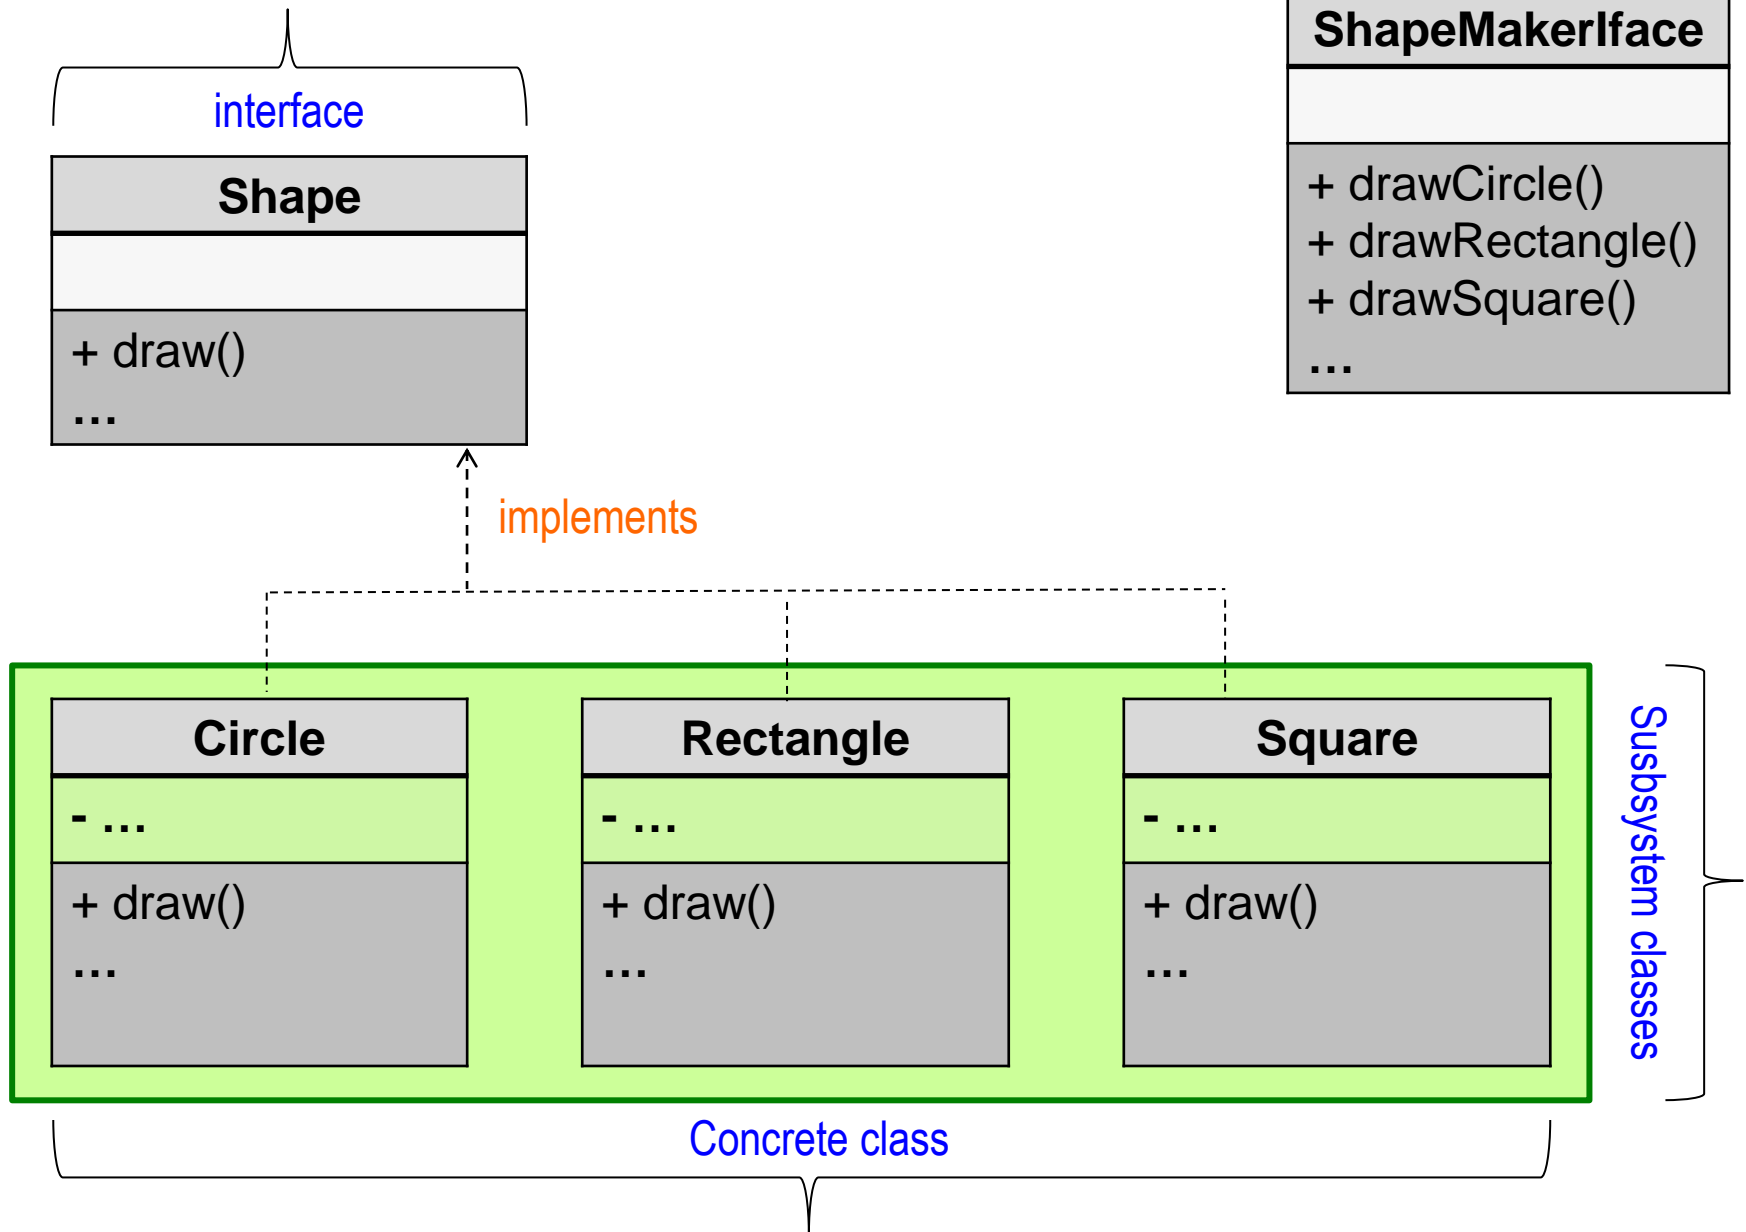 ShapeMakerIface
+ drawCircle()
+ drawRectangle()
+ drawSquare()
…
interface
Shape
+ draw()
…
implements
Circle
- …
+ draw()
…
Rectangle
- …
+ draw()
…
Square
- …
+ draw()
…
Susbsystem classes
Concrete class